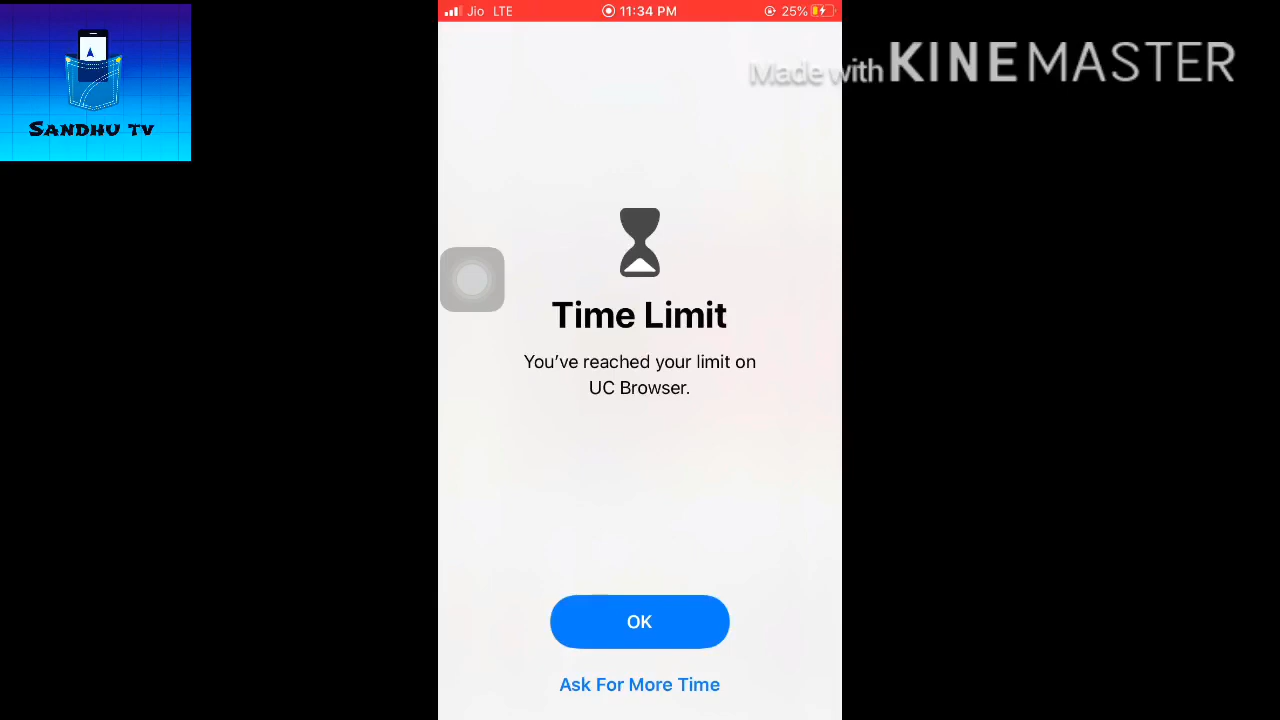 Jio LTE 11:34 PM 25%
Made with KINEMASTER
SANDHU TV
Time Limit
You've reached your limit on
UC Browser.
OK
Ask For More Time